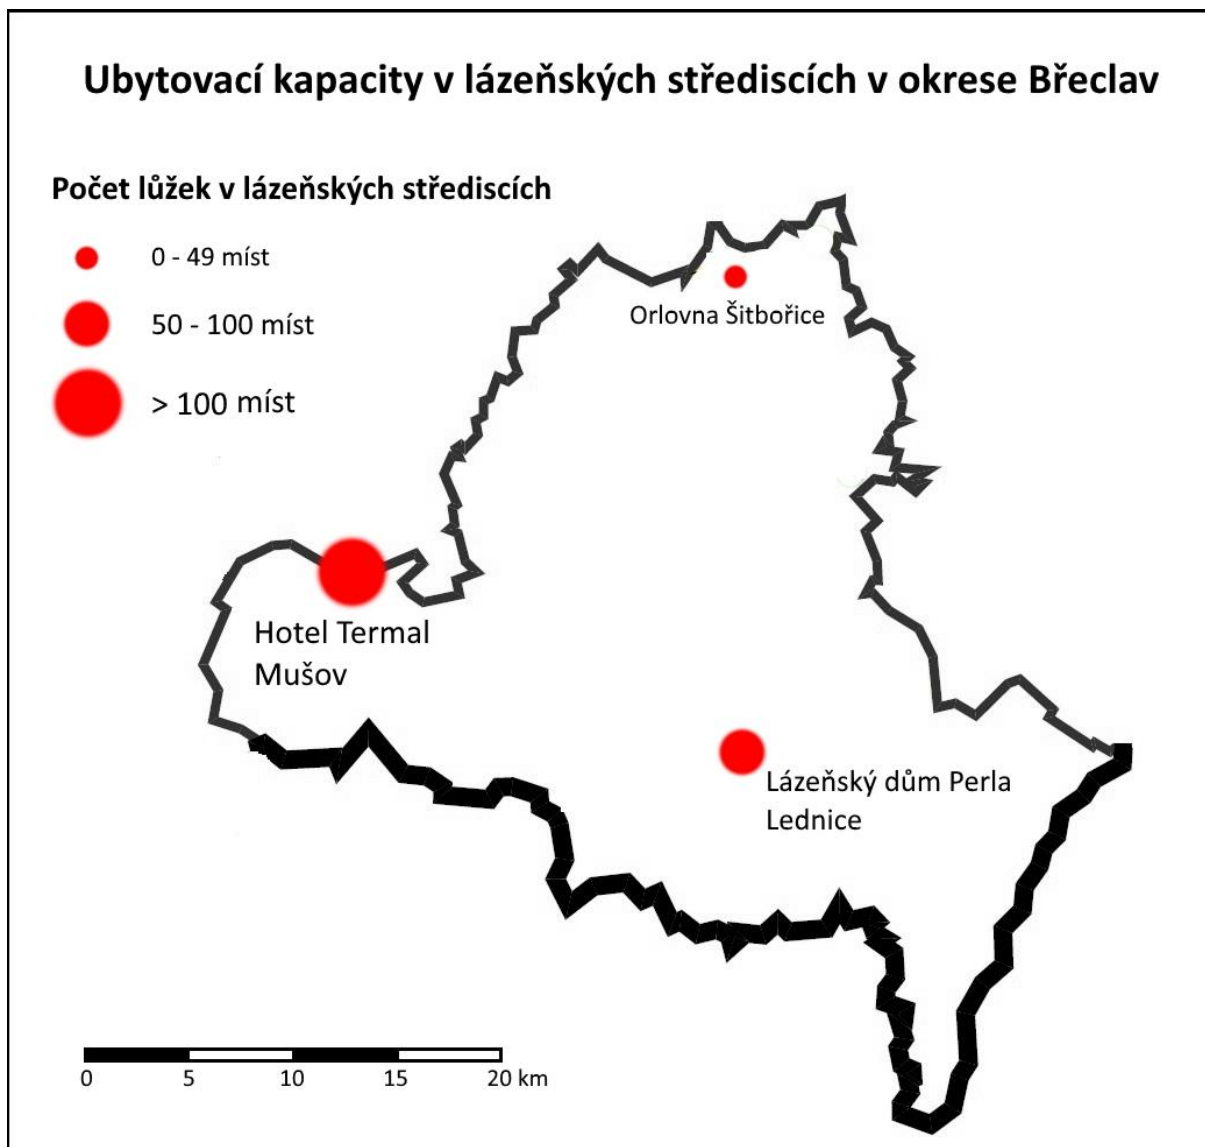 Ubytovací kapacity v lázeňských střediscích v okrese Břeclav
Počet lůžek v lázeňských střediscích
0 - 49 míst
50 - 100 míst
> 100 míst
Orlovna Šitbořice
Hotel Termal
Mušov
Lázeňský dům Perla
Lednice
0 5 10 15 20 km